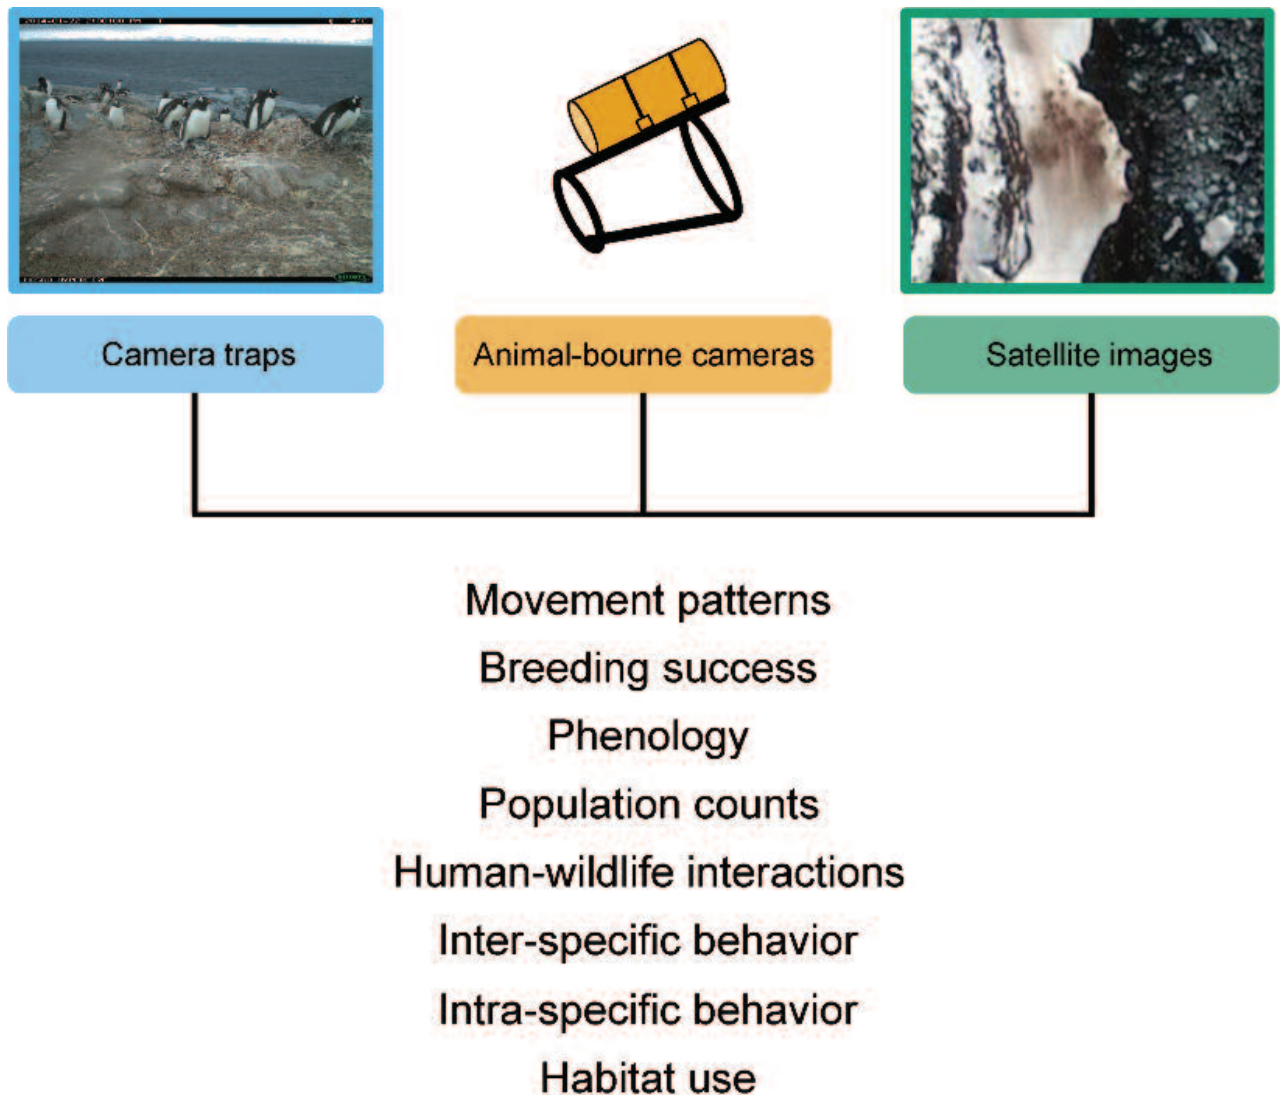 Camera traps
Animal-bourne cameras
Satellite images
Movement patterns
Breeding success
Phenology
Population counts
Human-wildlife interactions
Inter-specific behavior
Intra-specific behavior
Habitat use